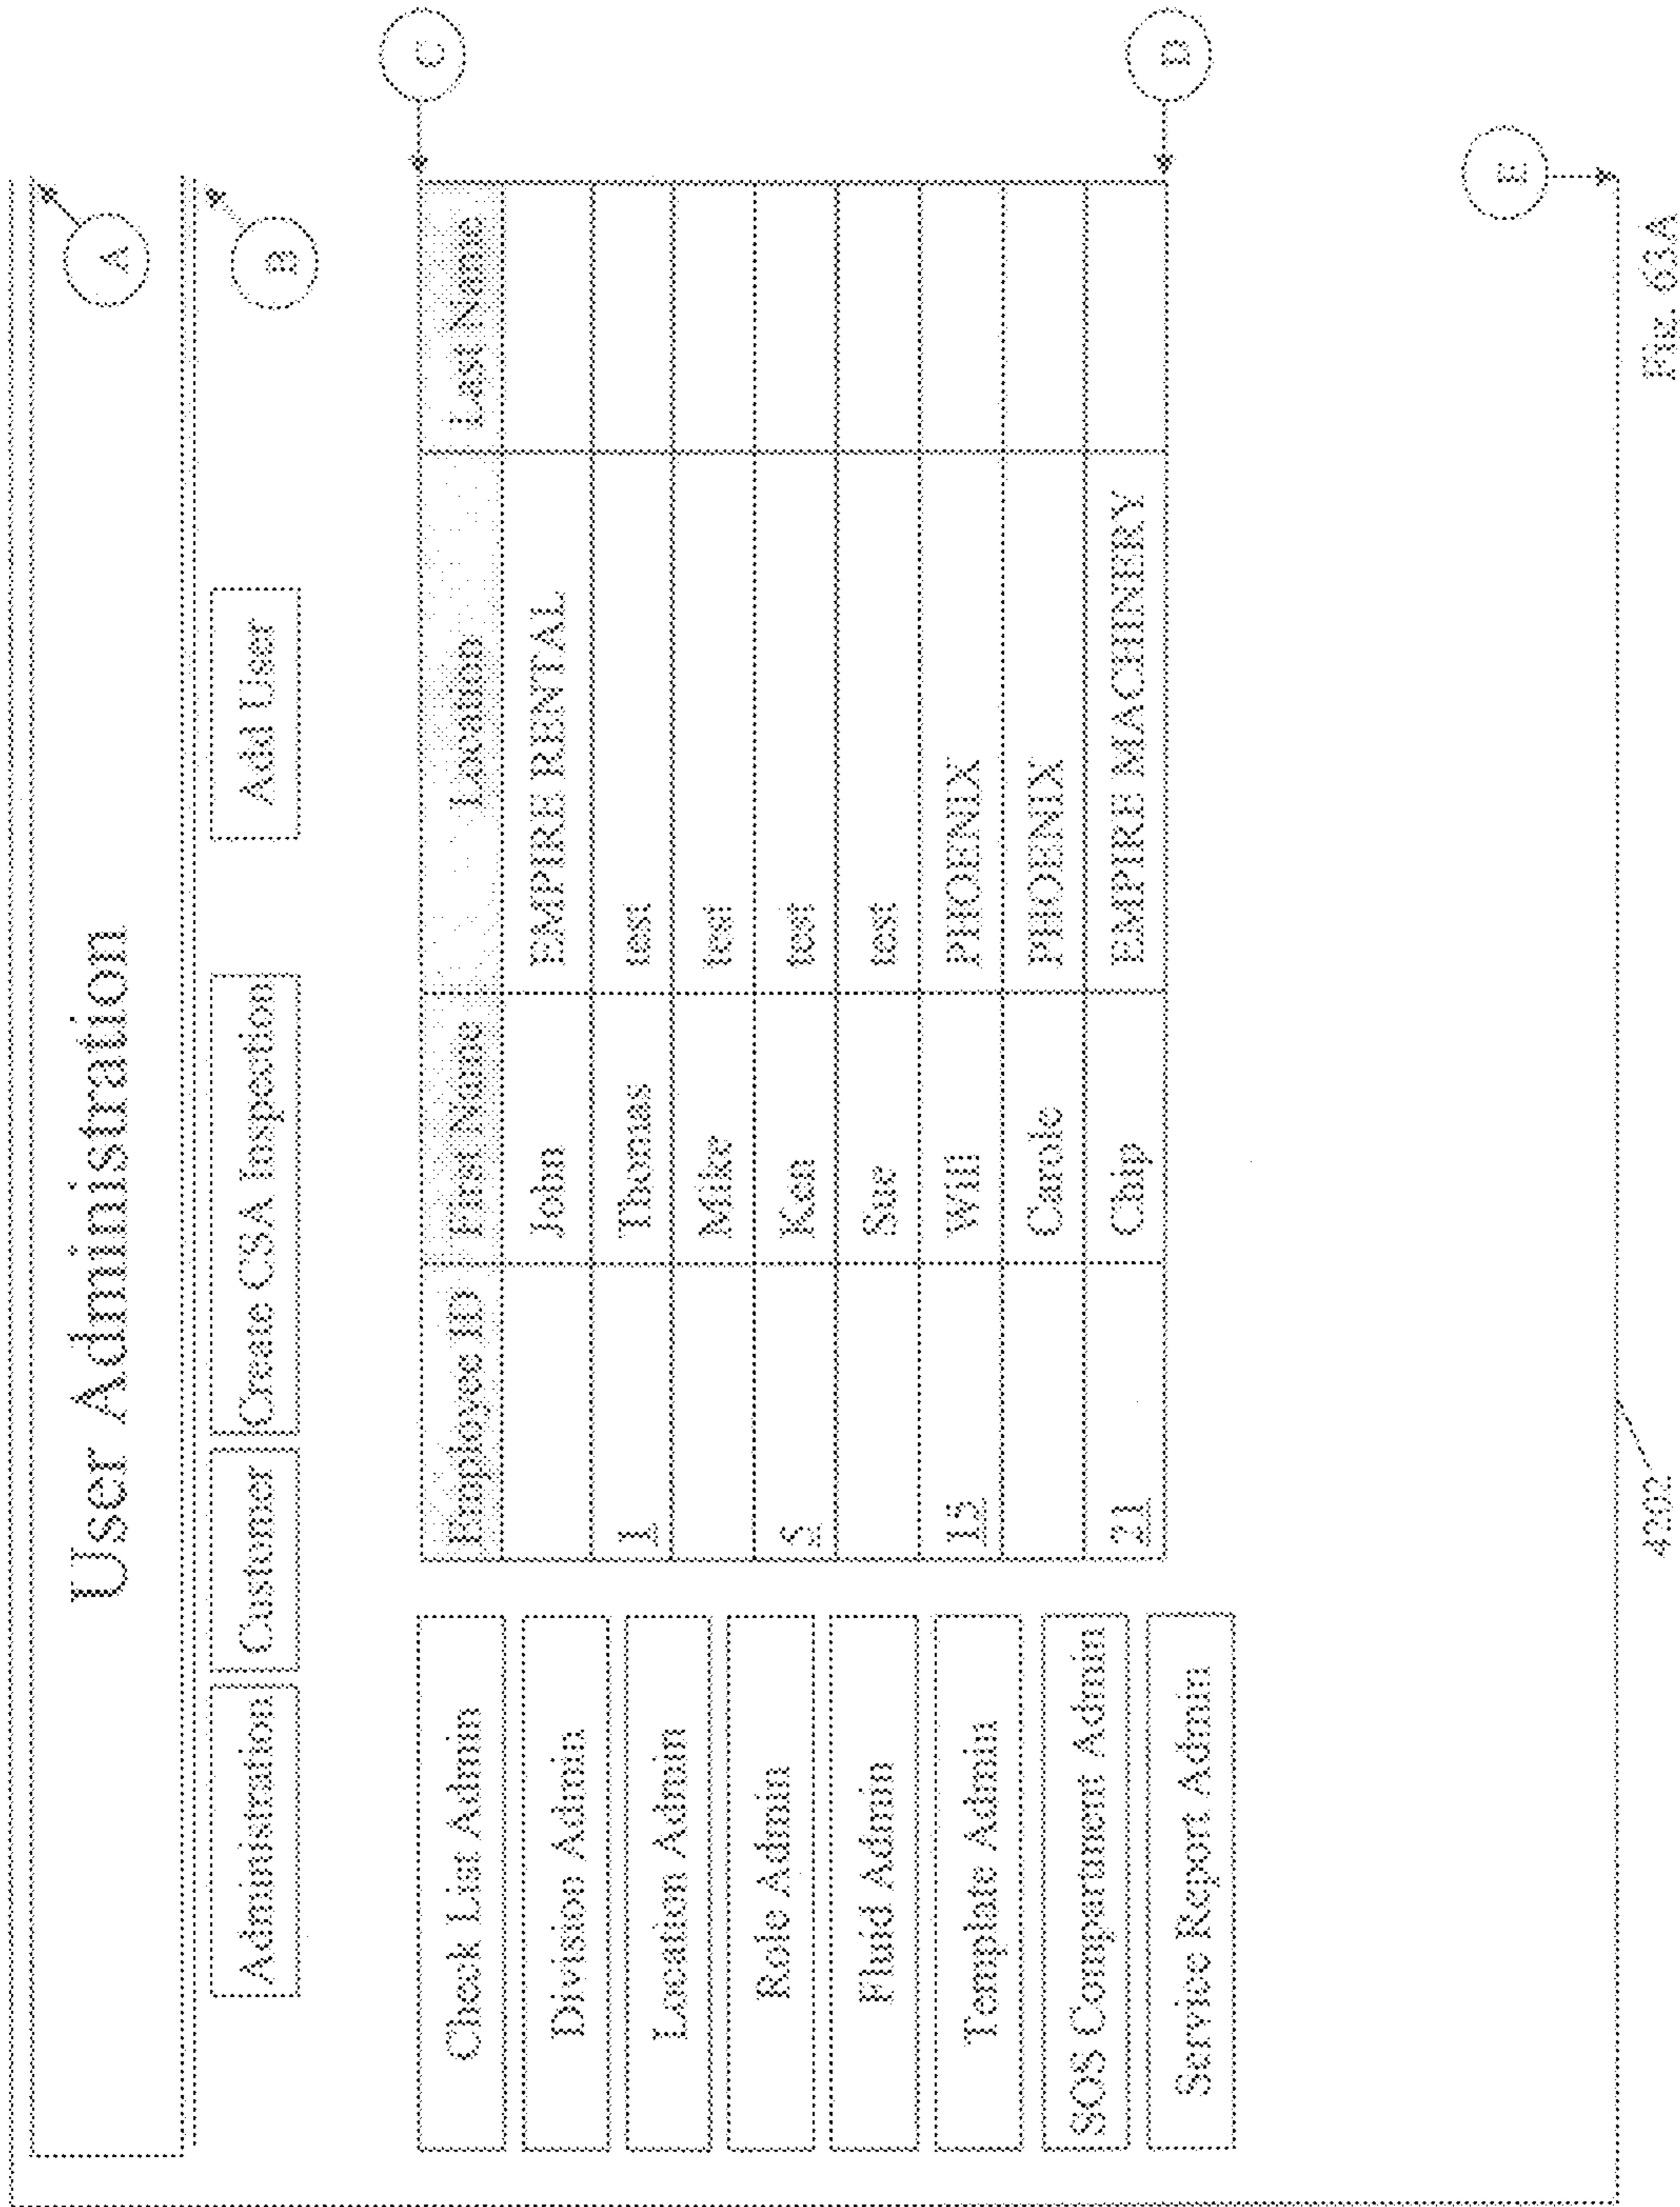 User Administration
A
Administration Customer Create CSA Inspection Add User
B
C
Check List Admin
Division Admin
Location Admin
Role Admin
Fluid Admin
Template Admin
SOS Compartment Admin
Service Report Admin
Employee ID First Name Location Last Name
John EMPIRE RENTAL
1 Thomas test
Mike test
5 Ken test
Sue test
15 Will PHOENIX
Carole PHOENIX
21 Chip EMPIRE MACHINERY
D
E
4202
Fig. 63A